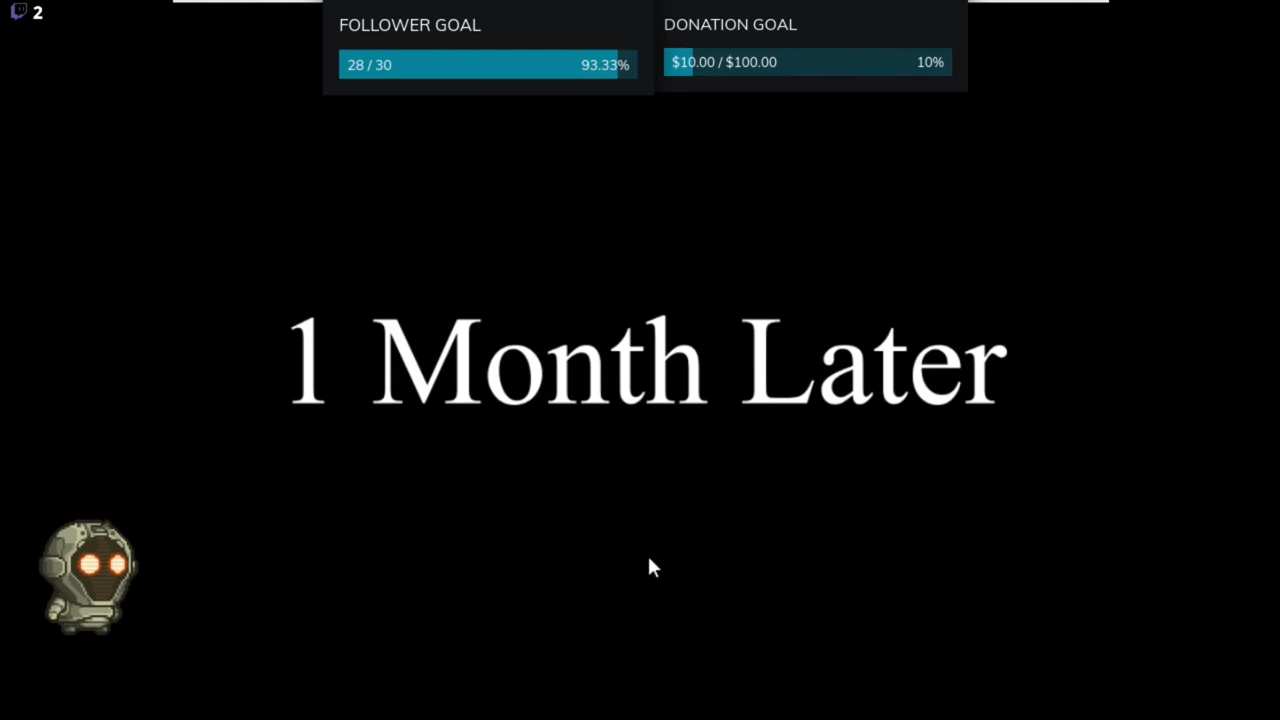 2
FOLLOWER GOAL
28 / 30 93.33%
DONATION GOAL
$10.00 / $100.00 10%
1 Month Later